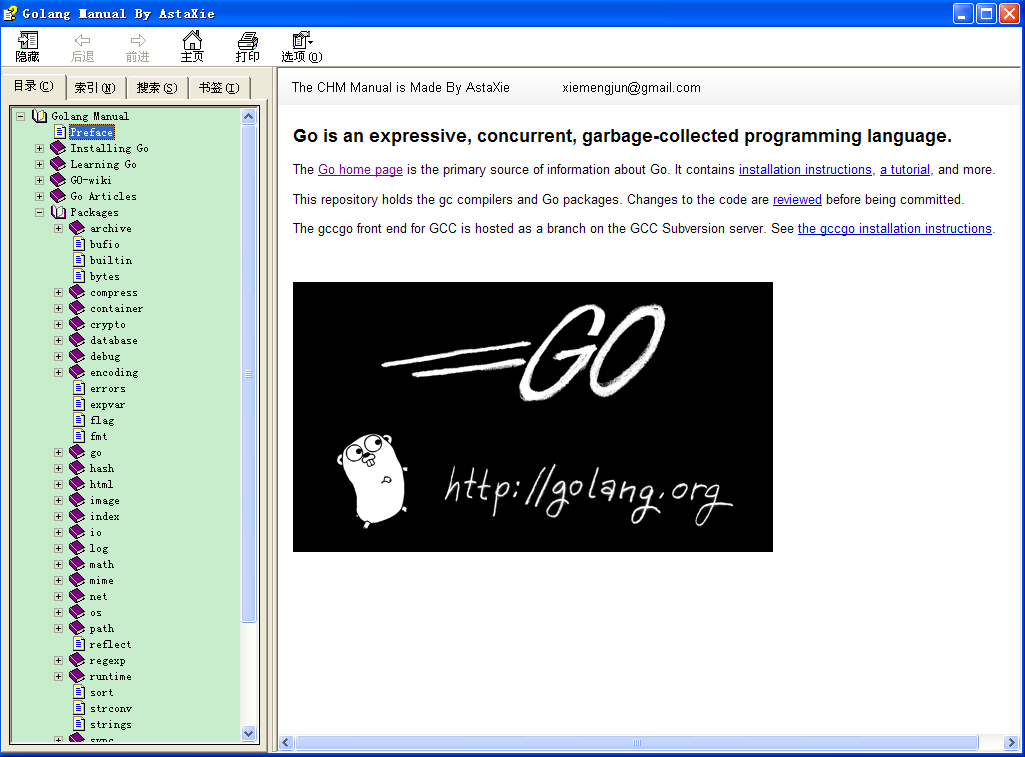 Golang Manual By AstaXie
隐藏 后退 前进 主页 打印 选项(O)
目录(C) 索引(N) 搜索(S) 书签(I)
Golang Manual
Preface
Installing Go
Learning Go
GO-wiki
Go Articles
Packages
archive
bufio
builtin
bytes
compress
container
crypto
database
debug
encoding
errors
expvar
flag
fmt
go
hash
html
image
index
io
log
math
mime
net
os
path
reflect
regexp
runtime
sort
strconv
strings
sync
The CHM Manual is Made By AstaXie xiemengjun@gmail.com
Go is an expressive, concurrent, garbage-collected programming language.
The Go home page is the primary source of information about Go. It contains installation instructions, a tutorial, and more.
This repository holds the gc compilers and Go packages. Changes to the code are reviewed before being committed.
The gccgo front end for GCC is hosted as a branch on the GCC Subversion server. See the gccgo installation instructions.
GO
http://golang.org